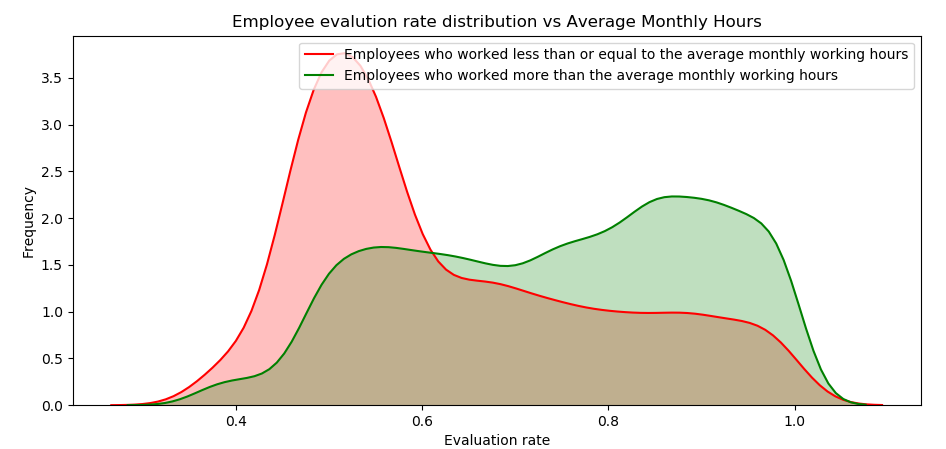 Employee evalution rate distribution vs Average Monthly Hours
Employees who worked less than or equal to the average monthly working hours
Employees who worked more than the average monthly working hours
3.5
3.0
2.5
2.0
1.5
1.0
0.5
0.0
Frequency
0.4 0.6 0.8 1.0
Evaluation rate